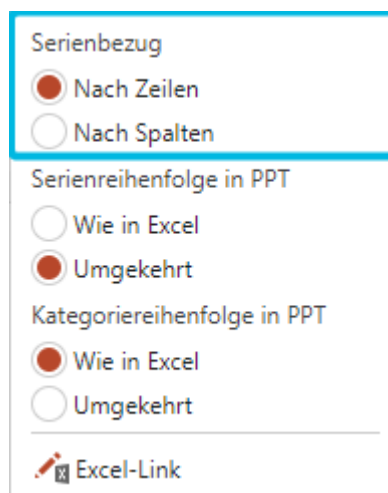 Serienbezug
Nach Zeilen
Nach Spalten
Serienreihenfolge in PPT
Wie in Excel
Umgekehrt
Kategoriereihenfolge in PPT
Wie in Excel
Umgekehrt
Excel-Link